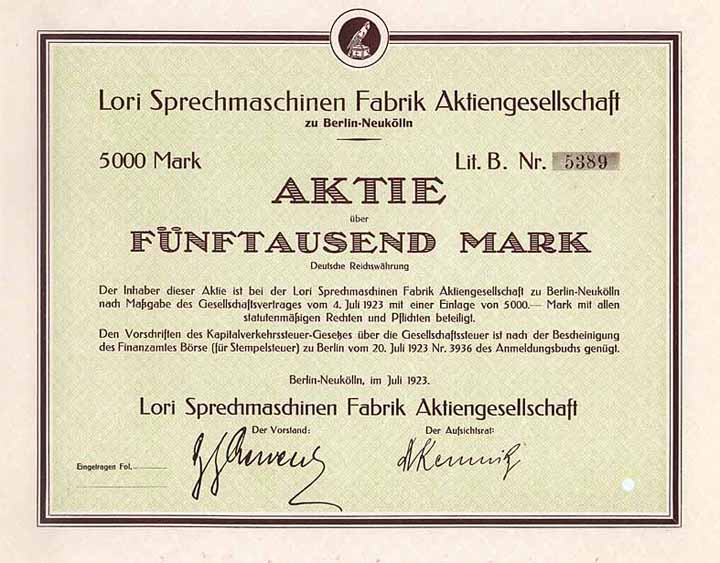 Lori Sprechmaschinen Fabrik Aktiengesellschaft
zu Berlin-Neukölln
5000 Mark Lit. B. Nr. 5389
AKTIE
über
FÜNFTAUSEND MARK
Deutsche Reichswährung
Der Inhaber dieser Aktie ist bei der Lori Sprechmaschinen Fabrik Aktiengesellschaft zu Berlin-Neukölln
nach Maßgabe des Gesellschaftsvertrages vom 4. Juli 1923 mit einer Einlage von 5000.— Mark mit allen
statutenmäßigen Rechten und Pflichten beteiligt.
Den Vorschriften des Kapitalverkehrssteuer-Gesetzes über die Gesellschaftssteuer ist nach der Bescheinigung
des Finanzamtes Börse (für Stempelsteuer) zu Berlin vom 20. Juli 1923 Nr. 3936 des Anmeldungsbuchs genügt.
Berlin-Neukölln, im Juli 1923.
Lori Sprechmaschinen Fabrik Aktiengesellschaft
Der Vorstand: Der Aufsichtsrat:
Eingetragen Fol.